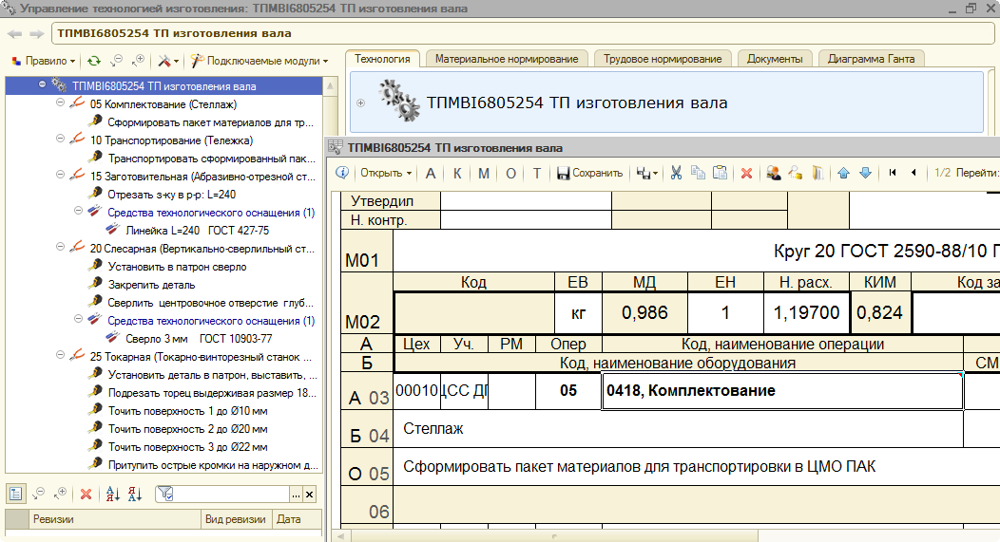 Управление технологией изготовления: ТПМВІ6805254 ТП изготовления вала
ТПМВІ6805254 ТП изготовления вала
Правило
Подключаемые модули
Технология
Материальное нормирование
Трудовое нормирование
Документы
Диаграмма Ганта
ТПМВІ6805254 ТП изготовления вала
05 Комплектование (Стеллаж)
Сформировать пакет материалов для тр...
10 Транспортирование (Тележка)
Транспортировать сформированный пак...
15 Заготовительная (Абразивно-отрезной ст...
Отрезать з-ку в р-р: L=240
Средства технологического оснащения (1)
Линейка L=240 ГОСТ 427-75
20 Слесарная (Вертикально-сверлильный ст...
Установить в патрон сверло
Закрепить деталь
Сверлить центровочное отверстие глуб...
Средства технологического оснащения (1)
Сверло 3 мм ГОСТ 10903-77
25 Токарная (Токарно-винторезный станок ...
Установить деталь в патрон, выставить, ...
Подрезать торец выдерживая размер 18...
Точить поверхность 1 до Ø10 мм
Точить поверхность 2 до Ø20 мм
Точить поверхность 3 до Ø22 мм
Притупить острые кромки на наружном д...
...
Ревизии
Вид ревизии
Дата
ТПМВІ6805254 ТП изготовления вала
ТПМВІ6805254 ТП изготовления вала
Открыть
А К М О Т
Сохранить
1/2 Перейти:
Утвердил
Н. контр.
М01
Круг 20 ГОСТ 2590-88/10 Г
Код ЕВ МД ЕН Н. расх. КИМ Код за
М02 кг 0,986 1 1,19700 0,824
А Цех Уч. РМ Опер Код, наименование операции
Б Код, наименование оборудования СМ
А 03 00010 ЦСС ДГ 05 0418, Комплектование
Б 04 Стеллаж
О 05 Сформировать пакет материалов для транспортировки в ЦМО ПАК
06